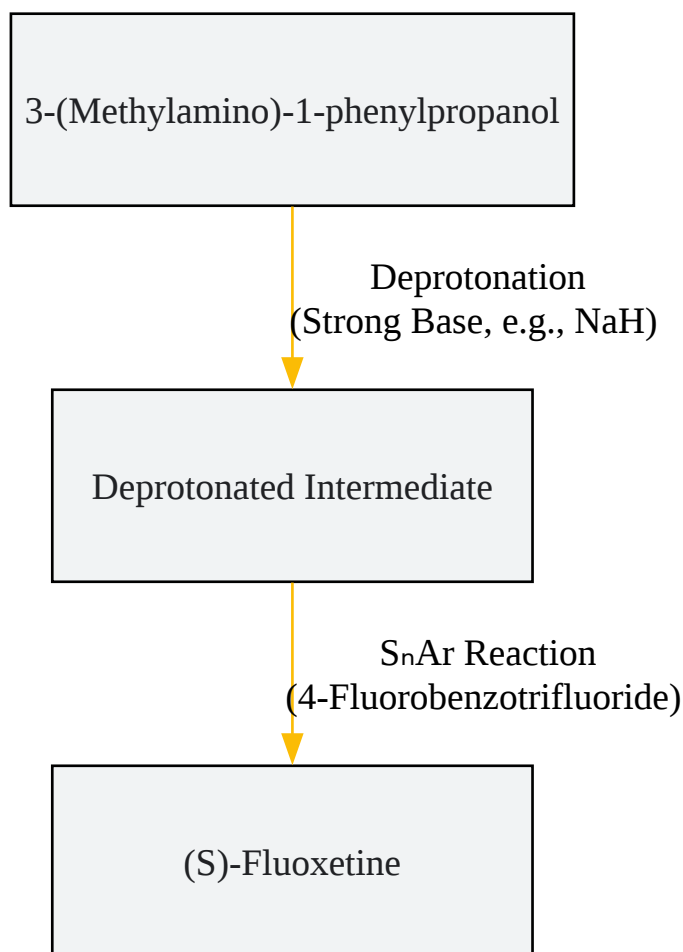 3-(Methylamino)-1-phenylpropanol
Deprotonation
(Strong Base, e.g., NaH)
Deprotonated Intermediate
SₙAr Reaction
(4-Fluorobenzotrifluoride)
(S)-Fluoxetine